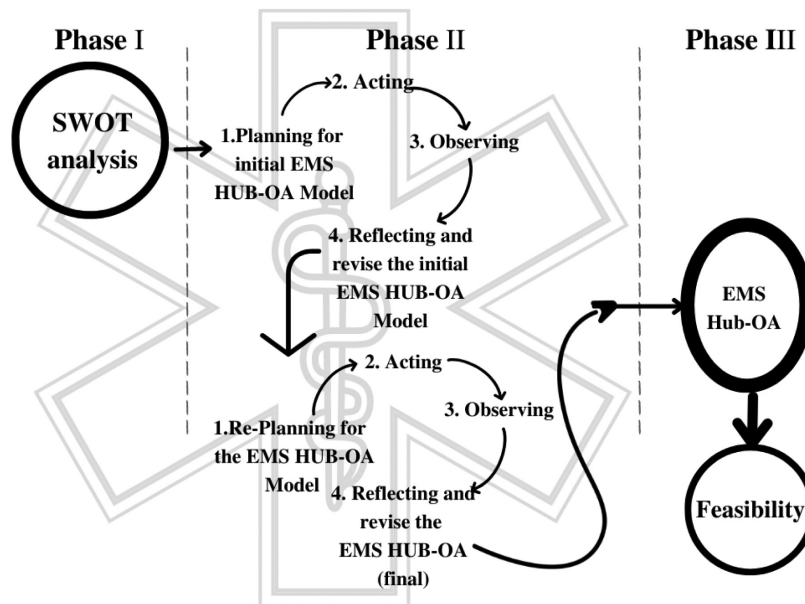 Phase I
Phase II
Phase III
SWOT
analysis
1.Planning for
initial EMS
HUB-OA Model
2. Acting
3. Observing
4. Reflecting and
revise the initial
EMS HUB-OA
Model
1.Re-Planning for
the EMS HUB-OA
Model
2. Acting
3. Observing
4. Reflecting and
revise the
EMS HUB-OA
(final)
EMS
Hub-OA
Feasibility